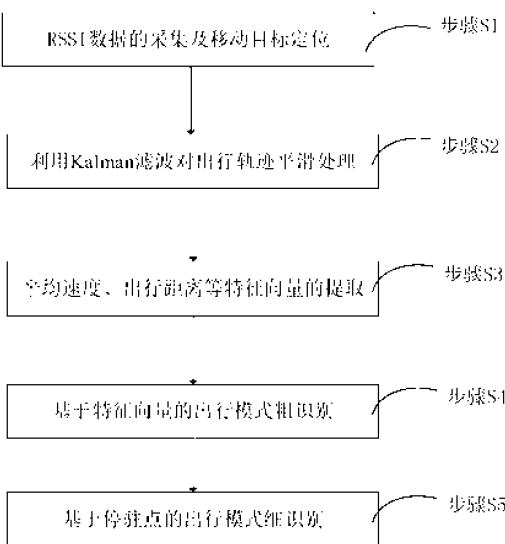 RSSI数据的采集及移动目标定位
步骤S1
利用Kalman滤波对出行轨迹平滑处理
步骤S2
平均速度、出行距离等特征向量的提取
步骤S3
基于特征向量的出行模式粗识别
步骤S4
基于停驻点的出行模式细识别
步骤S5